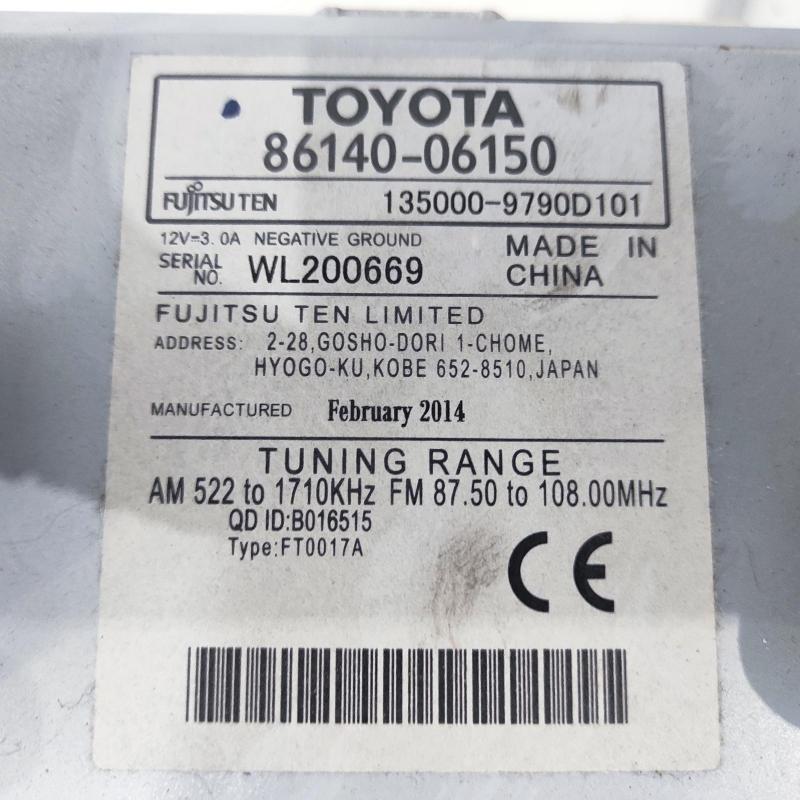 TOYOTA
86140-06150
FUJITSU TEN 135000-9790D101
12V=3.0A NEGATIVE GROUND
SERIAL NO. WL200669
MADE IN CHINA
FUJITSU TEN LIMITED
ADDRESS: 2-28,GOSHO-DORI 1-CHOME,
HYOGO-KU,KOBE 652-8510,JAPAN
MANUFACTURED February 2014
TUNING RANGE
AM 522 to 1710KHz FM 87.50 to 108.00MHz
QD ID:B016515
Type:FT0017A
CE